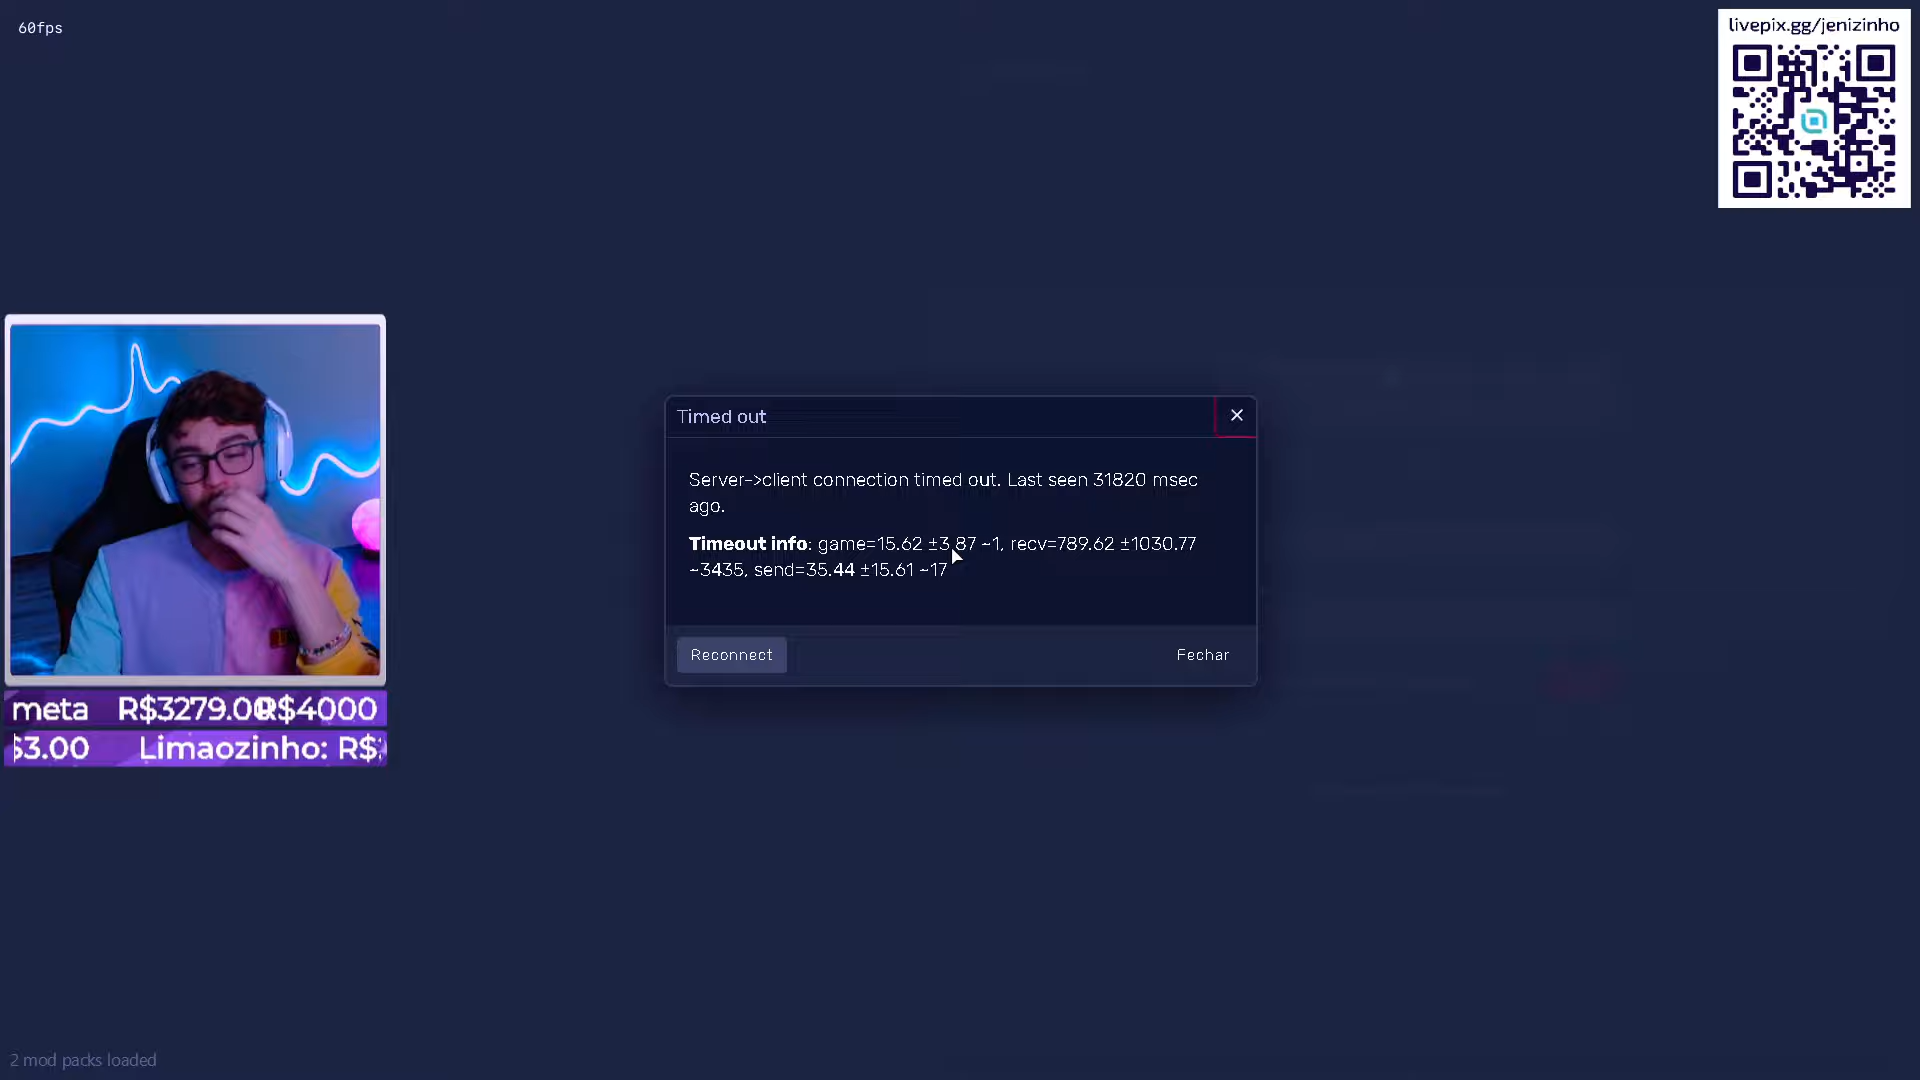 60fps
livepix.gg/jenizinho
Timed out
Server->client connection timed out. Last seen 31820 msec
ago.
Timeout info: game=15.62 ±3.87 ~1, recv=789.62 ±1030.77
~3435, send=35.44 ±15.61 ~17
Reconnect
Fechar
meta R$3279.00 R$4000
$3.00 Limaozinho: R$
2 mod packs loaded